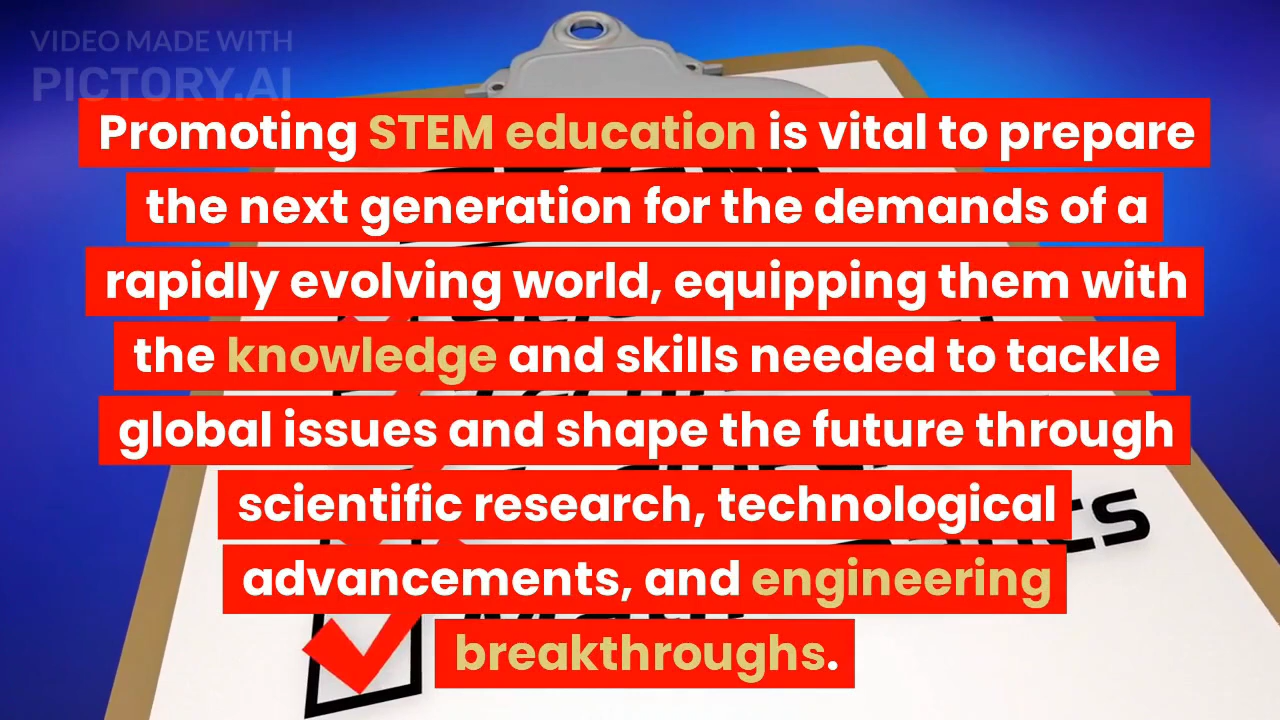 VIDEO MADE WITH
PICTORY.AI
Promoting STEM education is vital to prepare
the next generation for the demands of a
rapidly evolving world, equipping them with
the knowledge and skills needed to tackle
global issues and shape the future through
scientific research, technological
advancements, and engineering
breakthroughs.